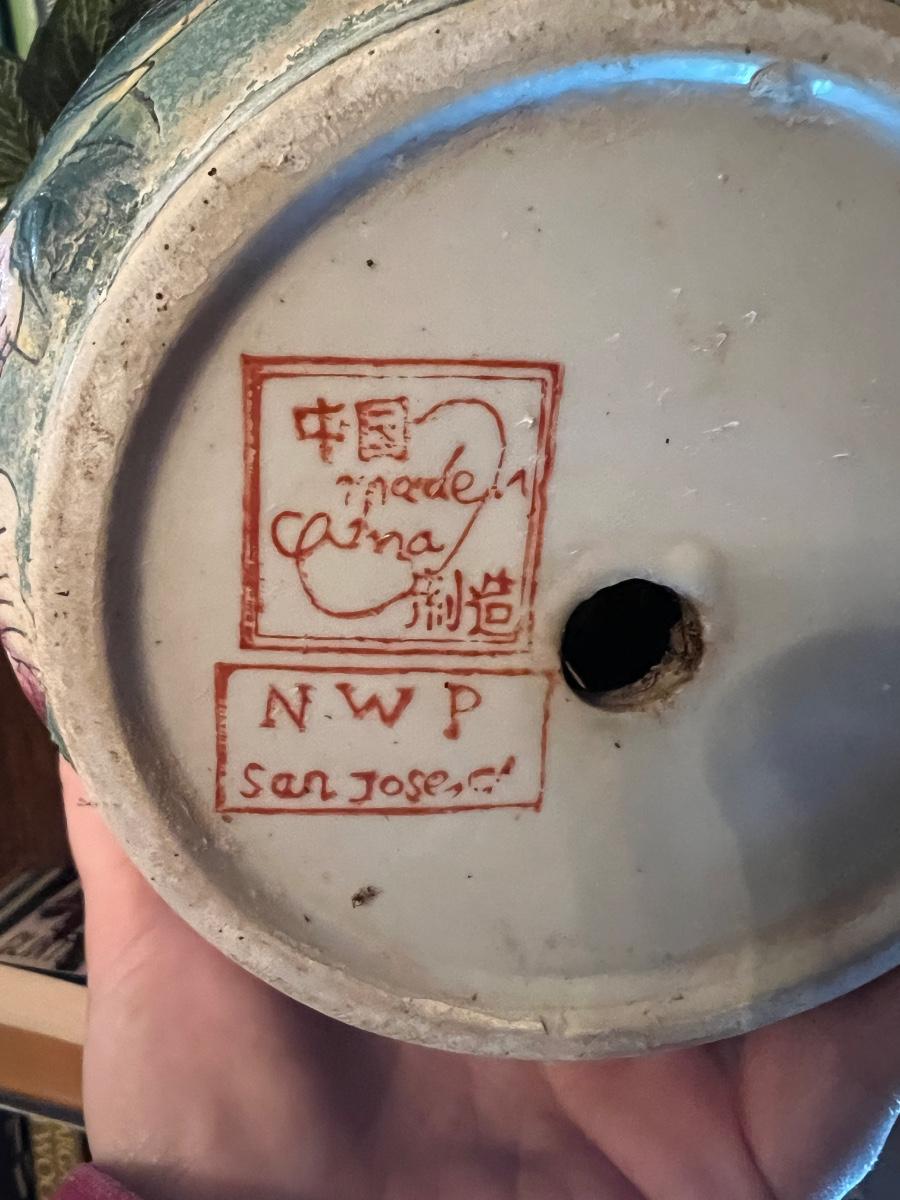 中国
made in
China
制造
N W P
San Jose, ca